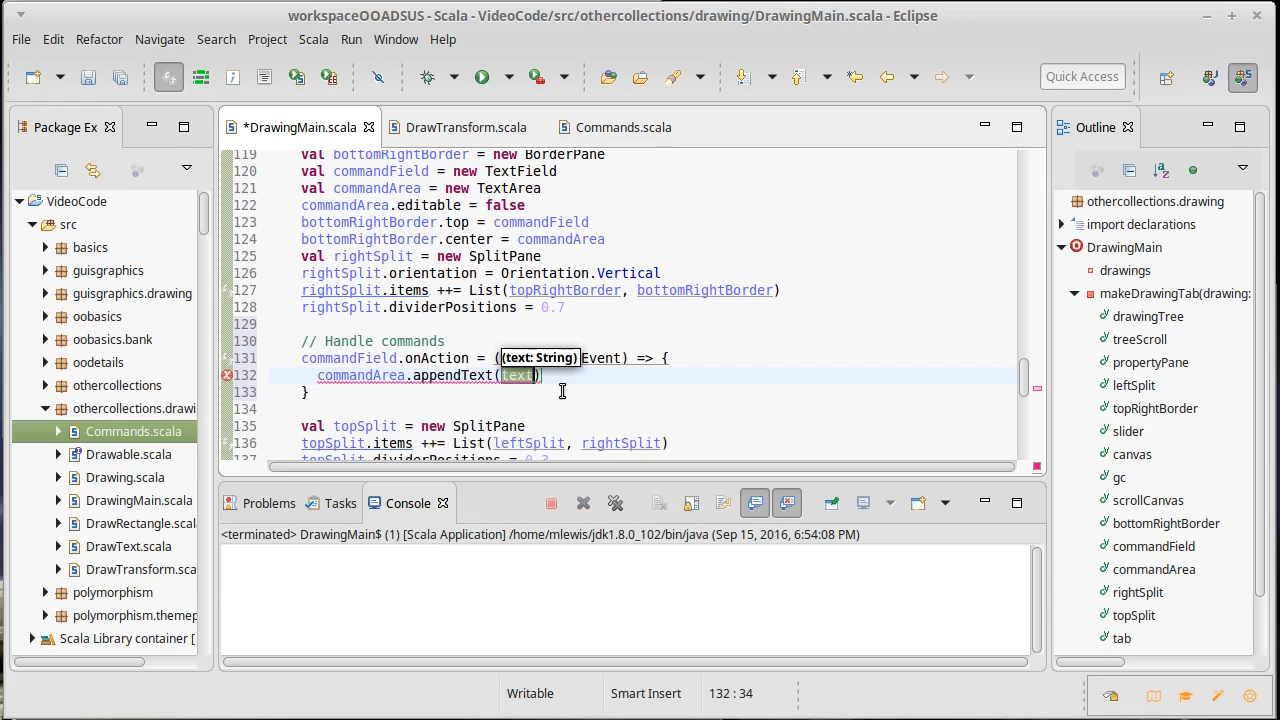 workspaceOOADSUS - Scala - VideoCode/src/othercollections/drawing/DrawingMain.scala - Eclipse
File Edit Refactor Navigate Search Project Scala Run Window Help
Quick Access
Package Ex
*DrawingMain.scala DrawTransform.scala Commands.scala
Outline
VideoCode
src
basics
guisgraphics
guisgraphics.drawing
oobasics
oobasics.bank
oodetails
othercollections
othercollections.drawi
Commands.scala
Drawable.scala
Drawing.scala
DrawingMain.scala
DrawRectangle.scala
DrawText.scala
DrawTransform.sca
polymorphism
polymorphism.themep
Scala Library container [
119 val bottomRightBorder = new BorderPane
120 val commandField = new TextField
121 val commandArea = new TextArea
122 commandArea.editable = false
123 bottomRightBorder.top = commandField
124 bottomRightBorder.center = commandArea
125 val rightSplit = new SplitPane
126 rightSplit.orientation = Orientation.Vertical
127 rightSplit.items ++= List(topRightBorder, bottomRightBorder)
128 rightSplit.dividerPositions = 0.7
129
130 // Handle commands
131 commandField.onAction = ( Event) => {
(text: String)
132 commandArea.appendText(text)
133 }
134
135 val topSplit = new SplitPane
136 topSplit.items ++= List(leftSplit, rightSplit)
137 topSplit.dividerPositions = 0.3
othercollections.drawing
import declarations
DrawingMain
drawings
makeDrawingTab(drawing:
drawingTree
treeScroll
propertyPane
leftSplit
topRightBorder
slider
canvas
gc
scrollCanvas
bottomRightBorder
commandField
commandArea
rightSplit
topSplit
tab
Problems Tasks Console
<terminated> DrawingMain$ (1) [Scala Application] /home/mlewis/jdk1.8.0_102/bin/java (Sep 15, 2016, 6:54:08 PM)
Writable Smart Insert 132 : 34